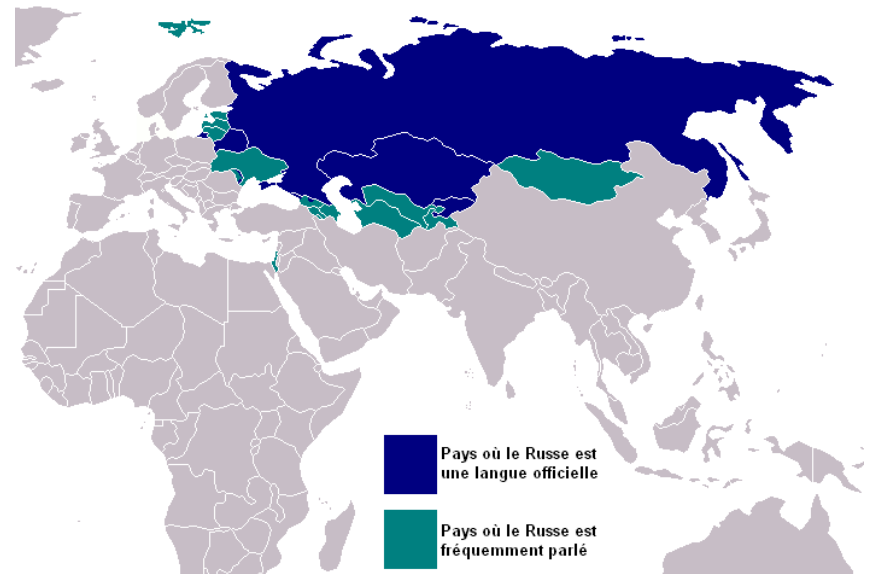 Pays où le Russe est
une langue officielle
Pays où le Russe est
fréquemment parlé